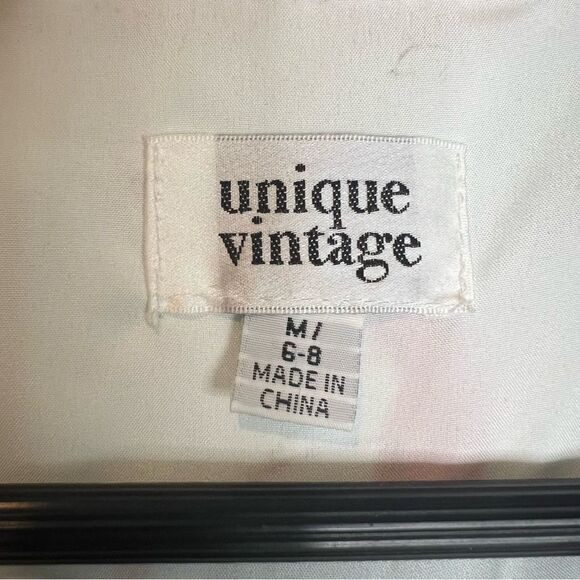 unique
vintage
M/
6-8
MADE IN
CHINA